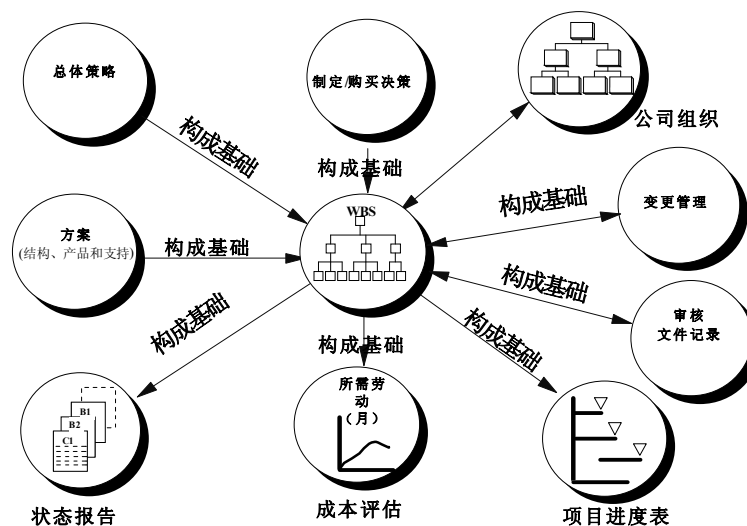 总体策略
制定/购买决策
公司组织
构成基础
构成基础
构成基础
变更管理
WBS
方案
(结构、产品和支持)
构成基础
构成基础
审核
文件记录
构成基础
构成基础
构成基础
所需劳
动
(月)
B1
B2
C1
状态报告
成本评估
项目进度表